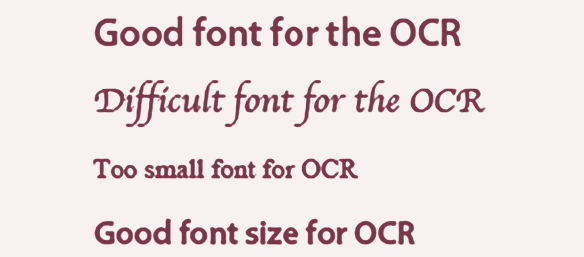 Good font for the OCR
Difficult font for the OCR
Too small font for OCR
Good font size for OCR